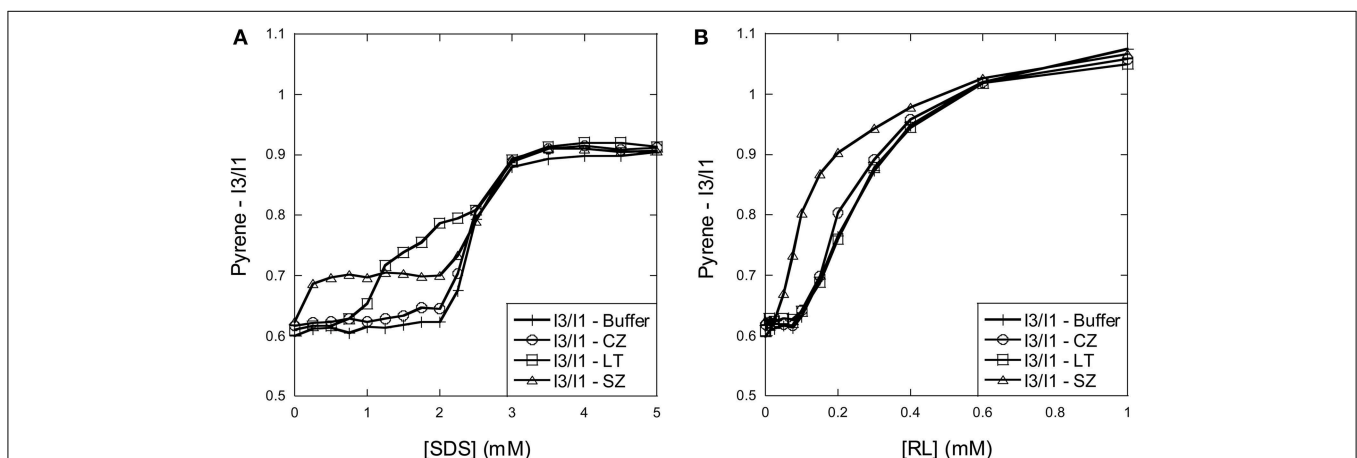 A
Pyrene - I3/I1
1.1
1
0.9
0.8
0.7
0.6
0.5
0
1
2
3
4
5
[SDS] (mM)
I3/I1 - Buffer
I3/I1 - CZ
I3/I1 - LT
I3/I1 - SZ
B
Pyrene - I3/I1
1.1
1
0.9
0.8
0.7
0.6
0.5
0
0.2
0.4
0.6
0.8
1
[RL] (mM)
I3/I1 - Buffer
I3/I1 - CZ
I3/I1 - LT
I3/I1 - SZ